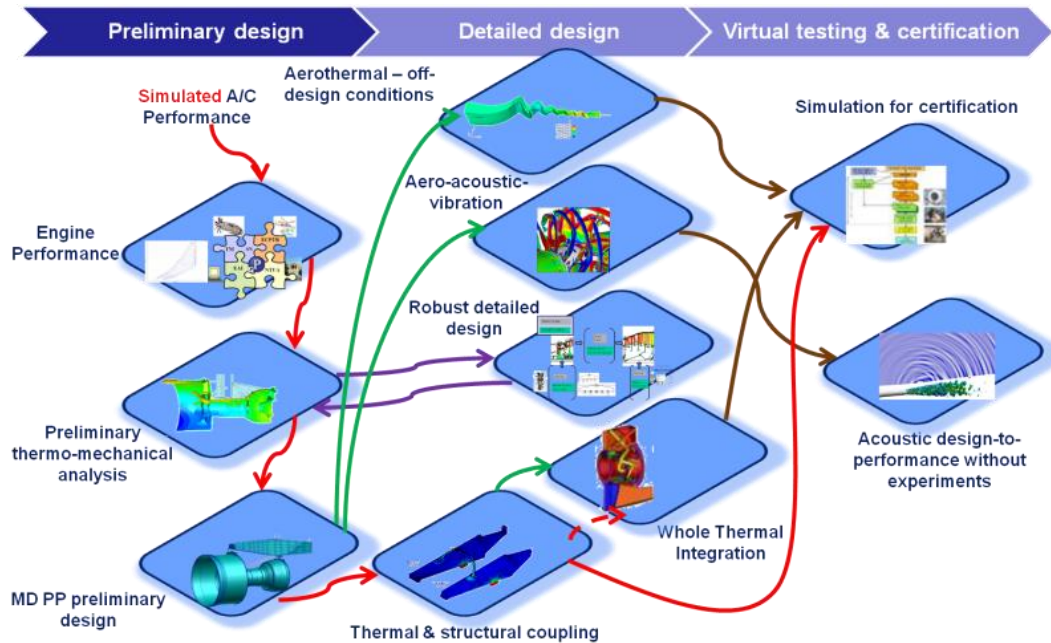 Preliminary design
Detailed design
Virtual testing & certification
Simulated A/C
Performance
Aerothermal – off-
design conditions
Simulation for certification
Engine
Performance
Aero-acoustic-
vibration
P
Robust detailed
design
Preliminary
thermo-mechanical
analysis
Acoustic design-to-
performance without
experiments
Whole Thermal
Integration
MD PP preliminary
design
Thermal & structural coupling